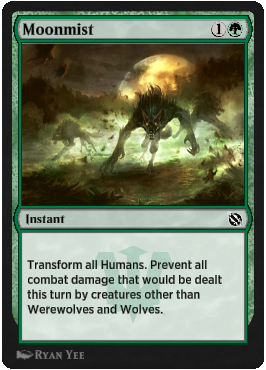 Moonmist 1
Instant
Transform all Humans. Prevent all
combat damage that would be dealt
this turn by creatures other than
Werewolves and Wolves.
Ryan Yee